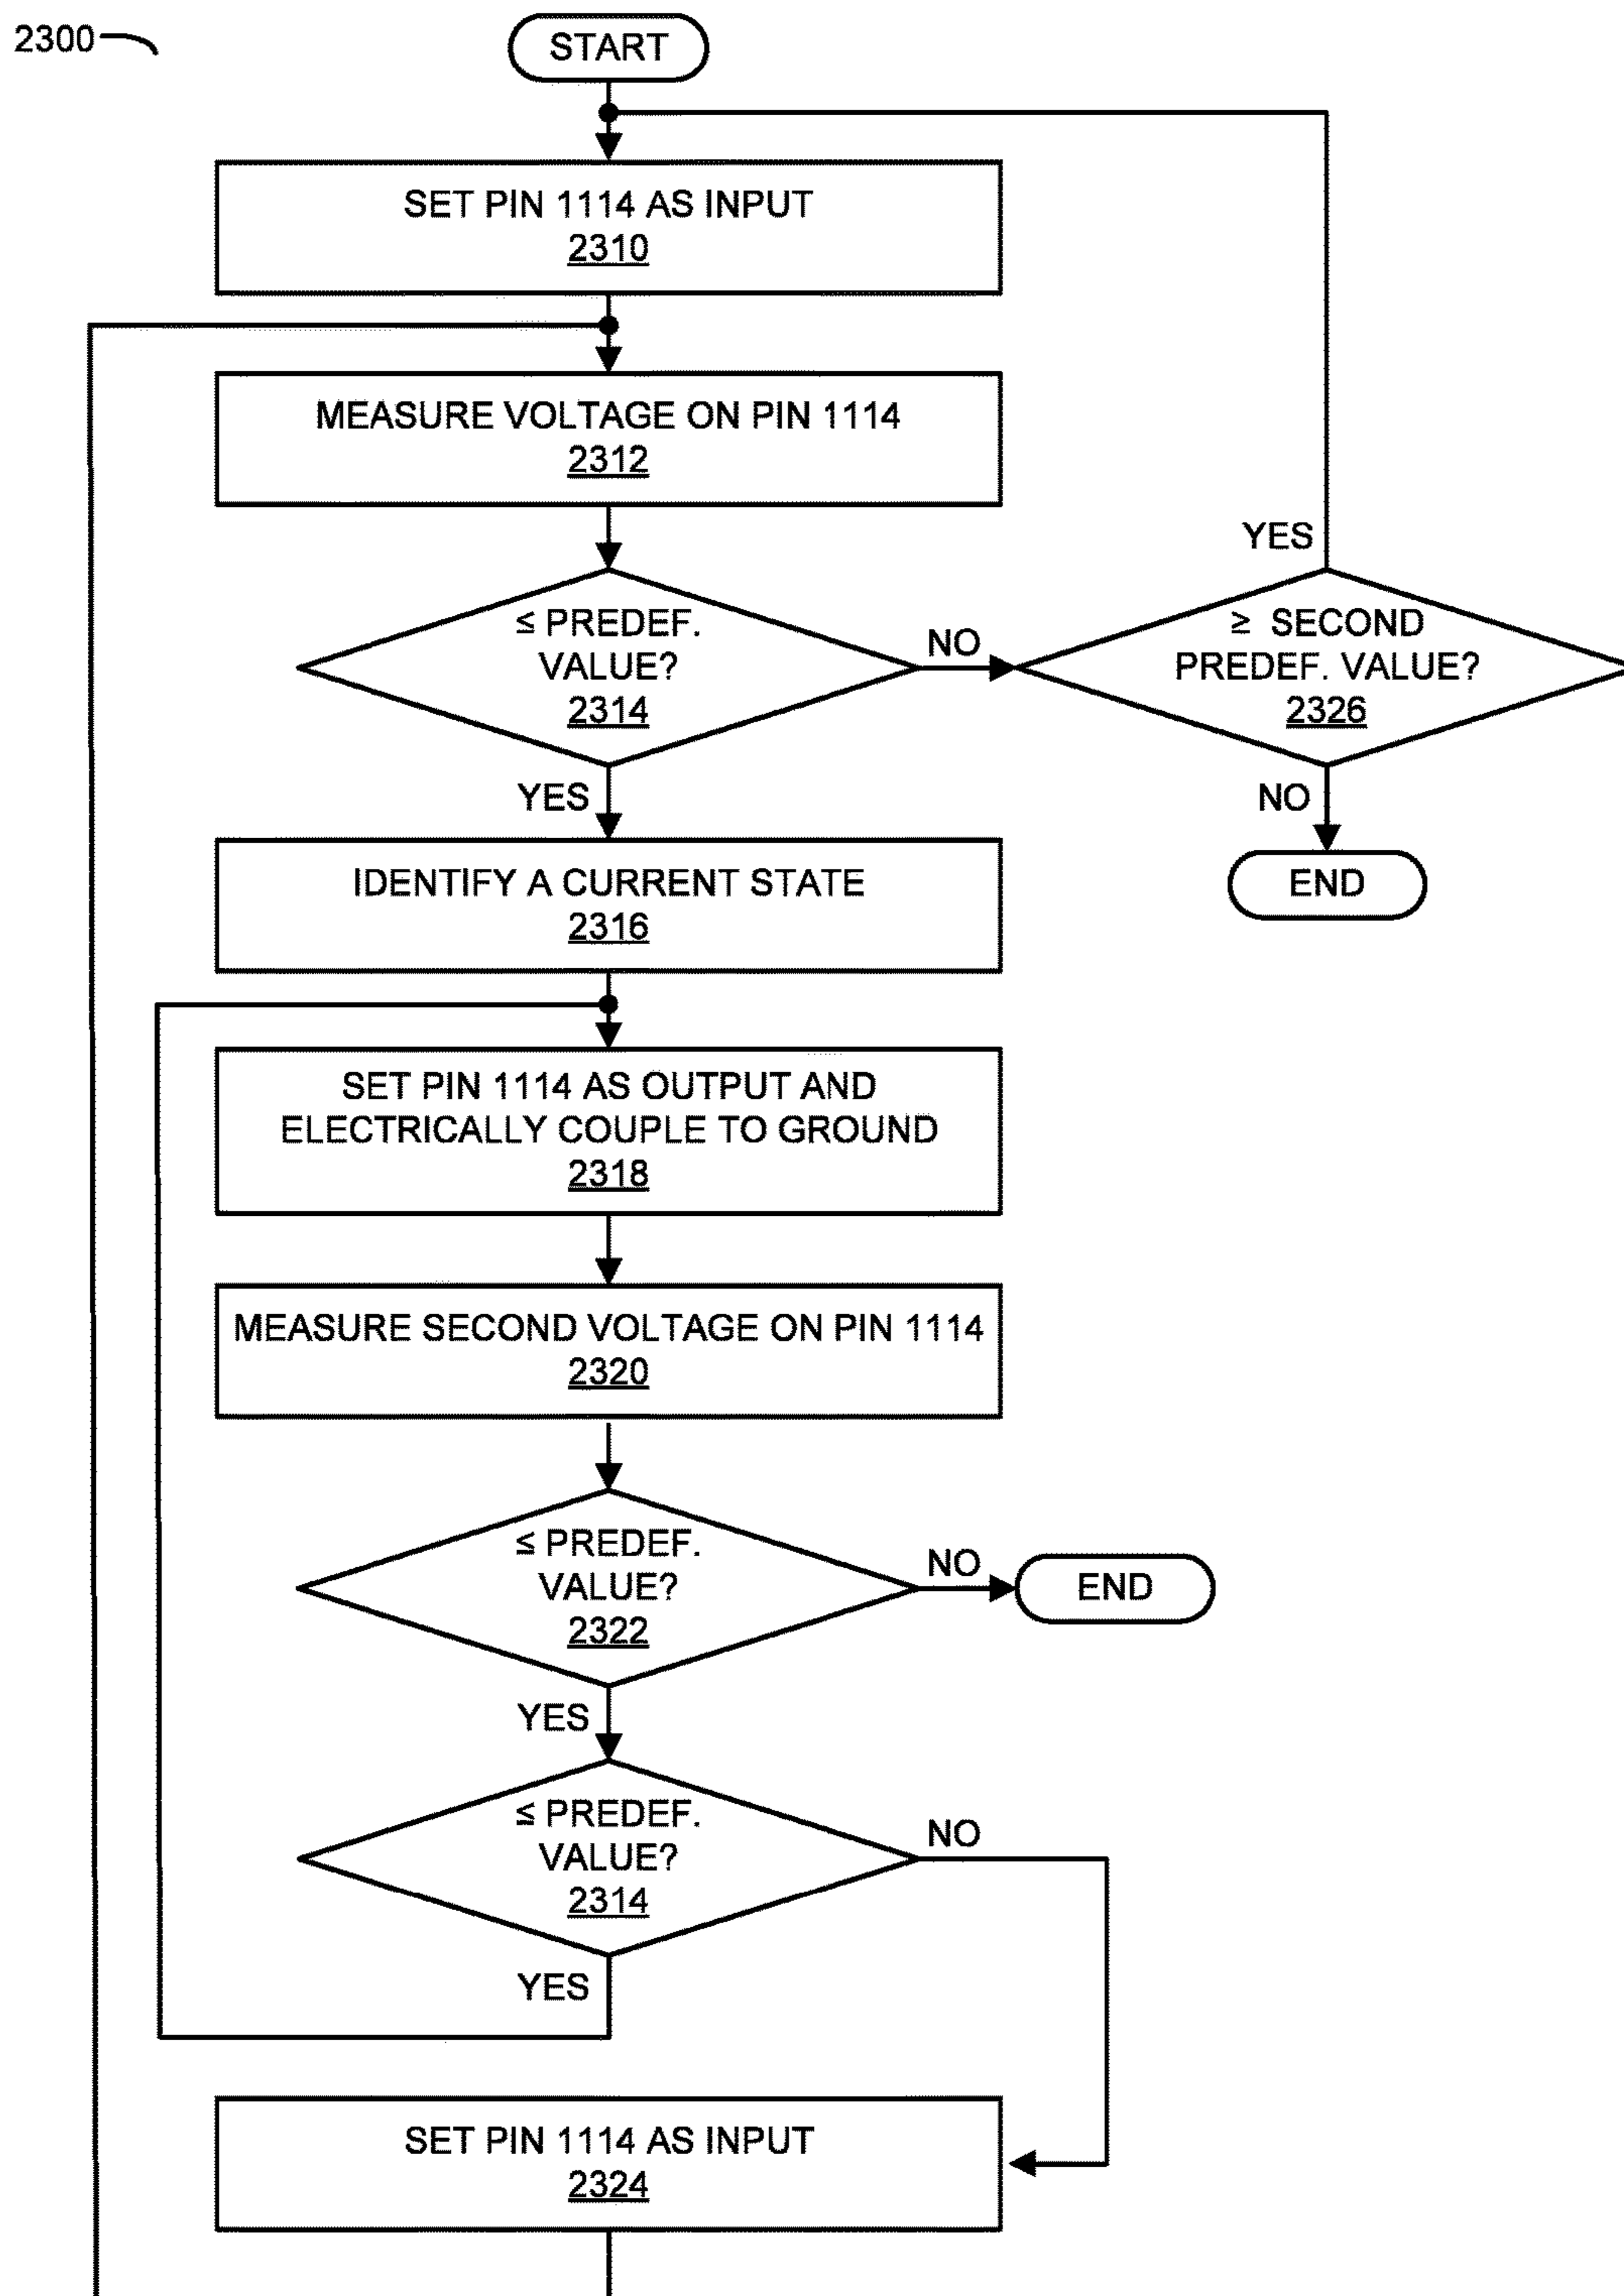 2300
START
SET PIN 1114 AS INPUT
2310
MEASURE VOLTAGE ON PIN 1114
2312
≤ PREDEF.
VALUE?
2314
NO
YES
≥ SECOND
PREDEF. VALUE?
2326
NO
END
YES
IDENTIFY A CURRENT STATE
2316
SET PIN 1114 AS OUTPUT AND
ELECTRICALLY COUPLE TO GROUND
2318
MEASURE SECOND VOLTAGE ON PIN 1114
2320
≤ PREDEF.
VALUE?
2322
NO
END
YES
≤ PREDEF.
VALUE?
2314
NO
YES
SET PIN 1114 AS INPUT
2324